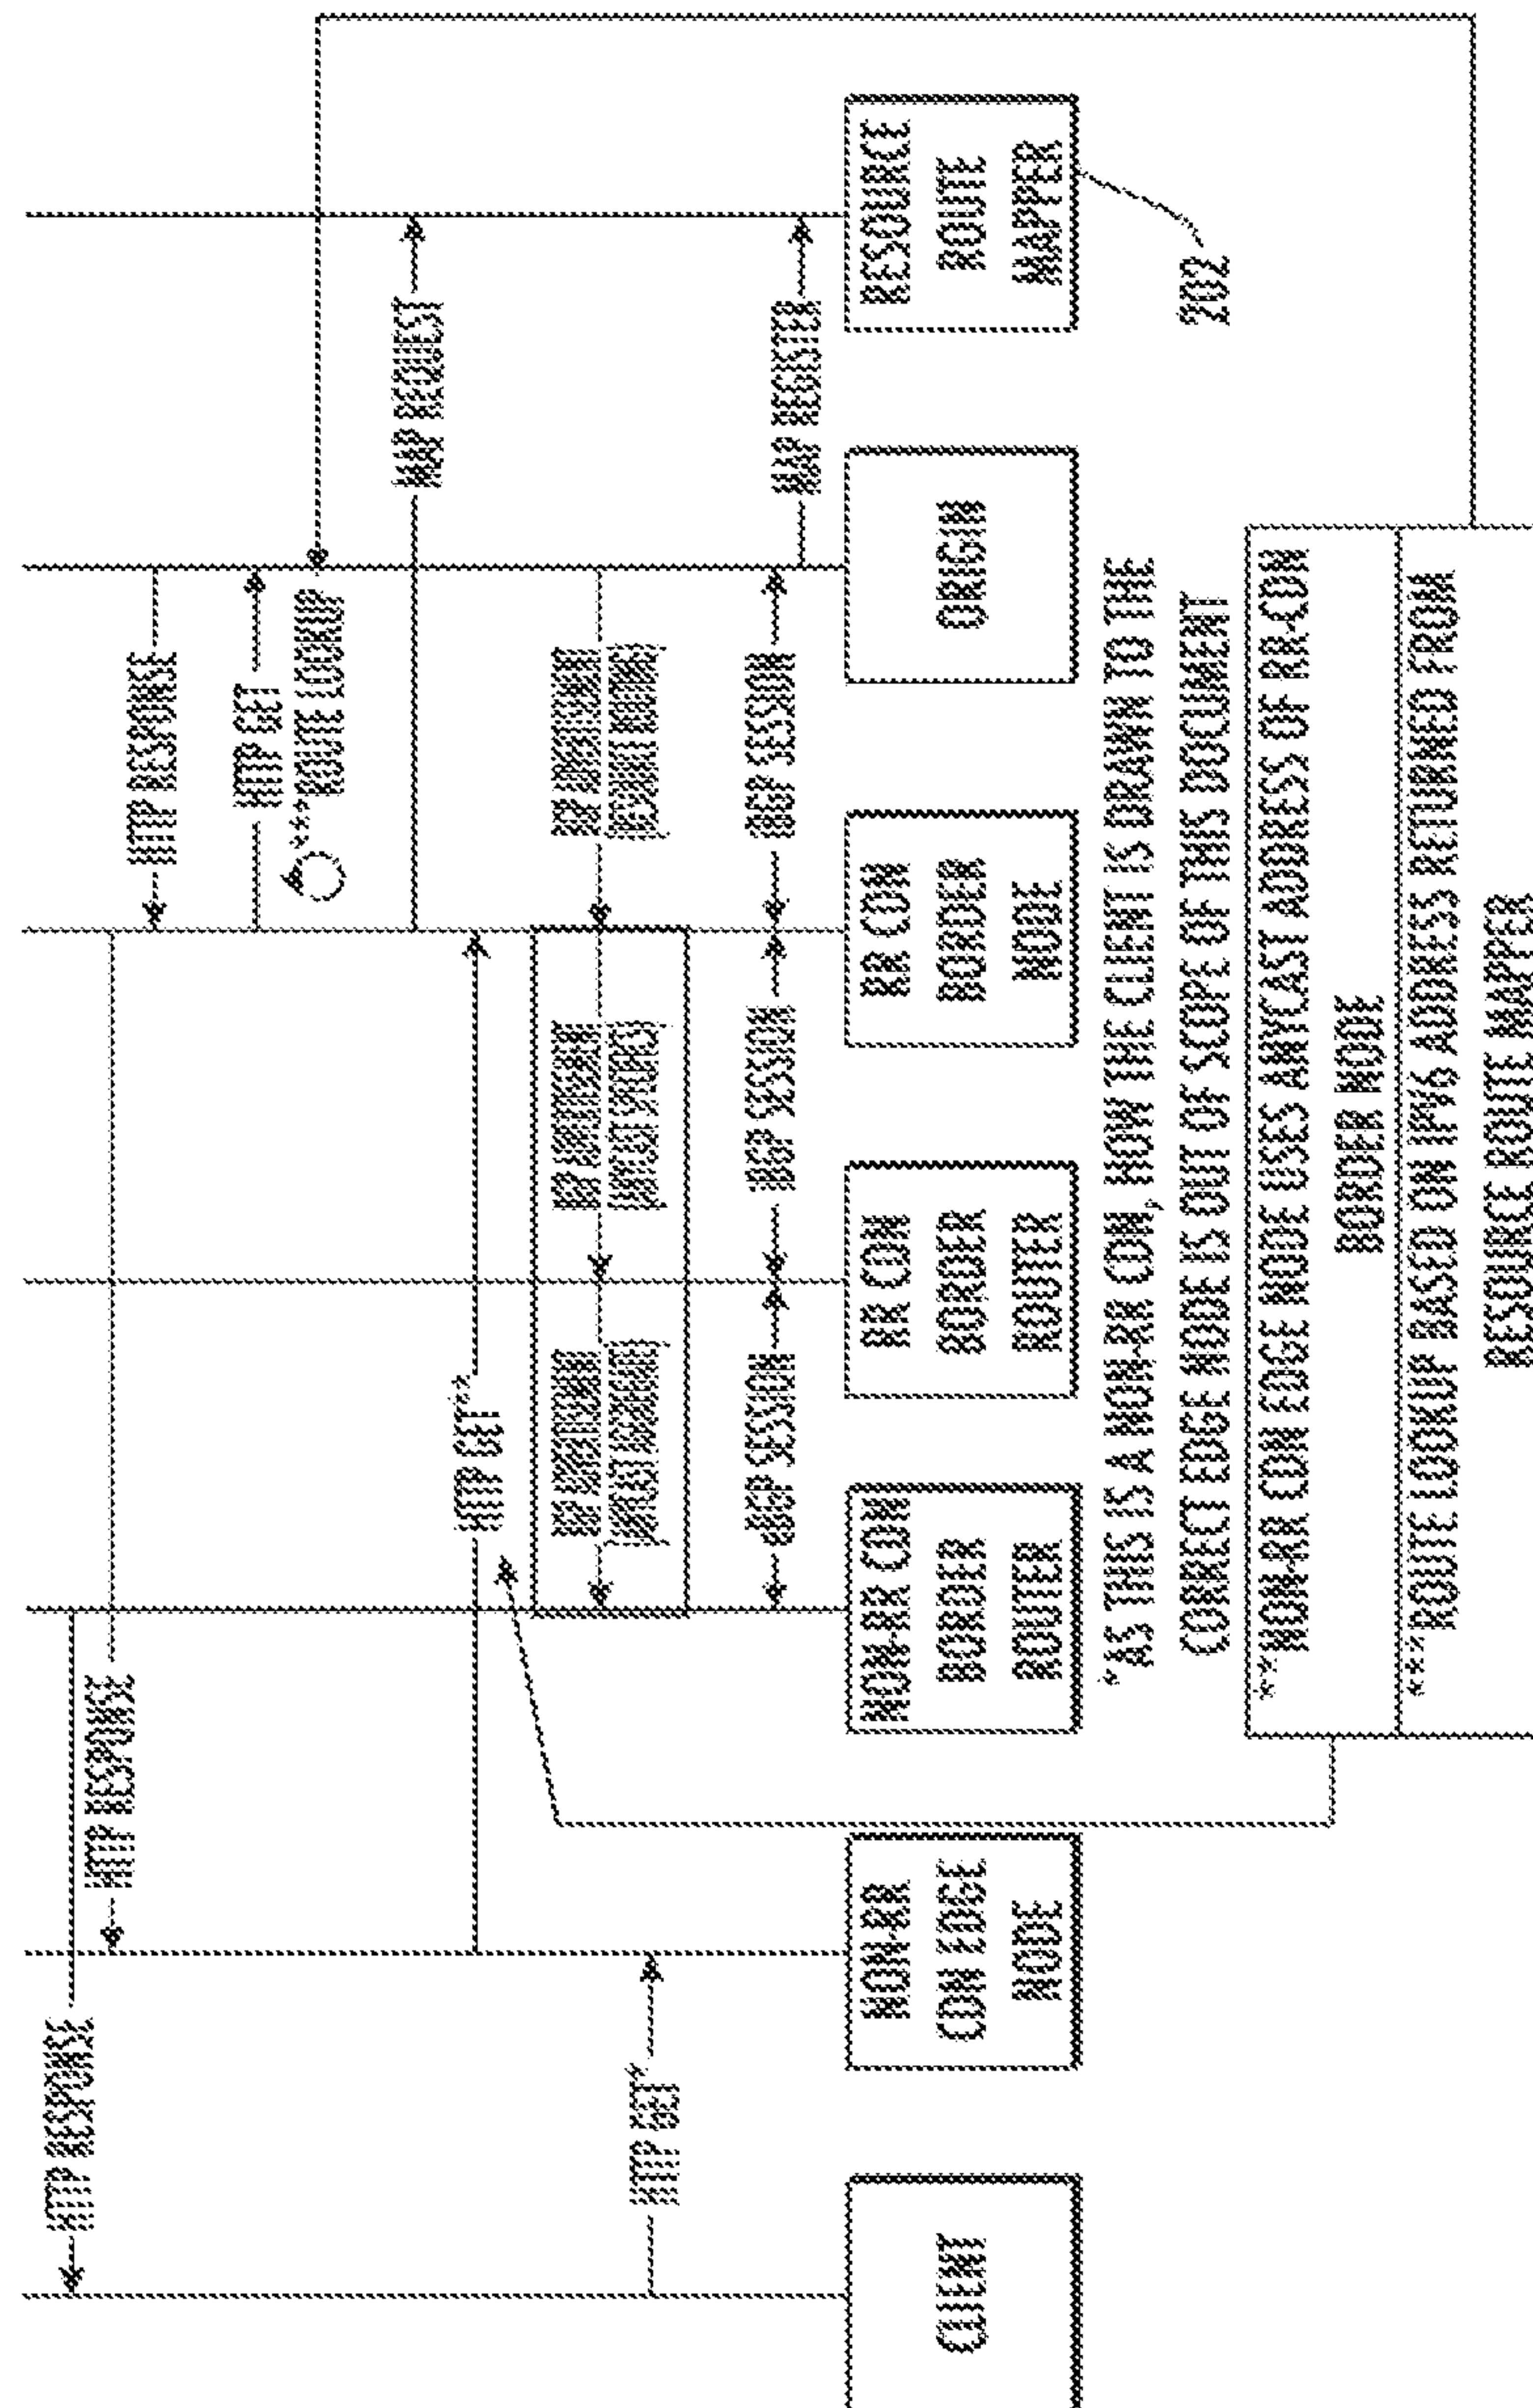 CLIENT
NON-RR
CDN EDGE
NODE
NON-RR CDN
BORDER
ROUTER
RR CDN
BORDER
ROUTER
RR CDN
BORDER
NODE
ORIGIN
RESOURCE
ROUTE
MAPPER
202
HTTP RESPONSE
HTTP RESPONSE
HTTP RESPONSE
HTTP GET
***ROUTE LOOKUP
MAP REQUEST
HTTP GET**
HTTP GET*
BGP SESSION
MAP REGISTER
*AS THIS IS A NON-RR CDN, HOW THE CLIENT IS DRAWN TO THE
CORRECT EDGE NODE IS OUT OF SCOPE OF THIS DOCUMENT
**NON-RR CDN EDGE NODE USES ANYCAST ADDRESS OF RR-CDN
BORDER NODE
***ROUTE LOOKUP BASED ON IPV6 ADDRESS RETURNED FROM
RESOURCE ROUTE MAPPER